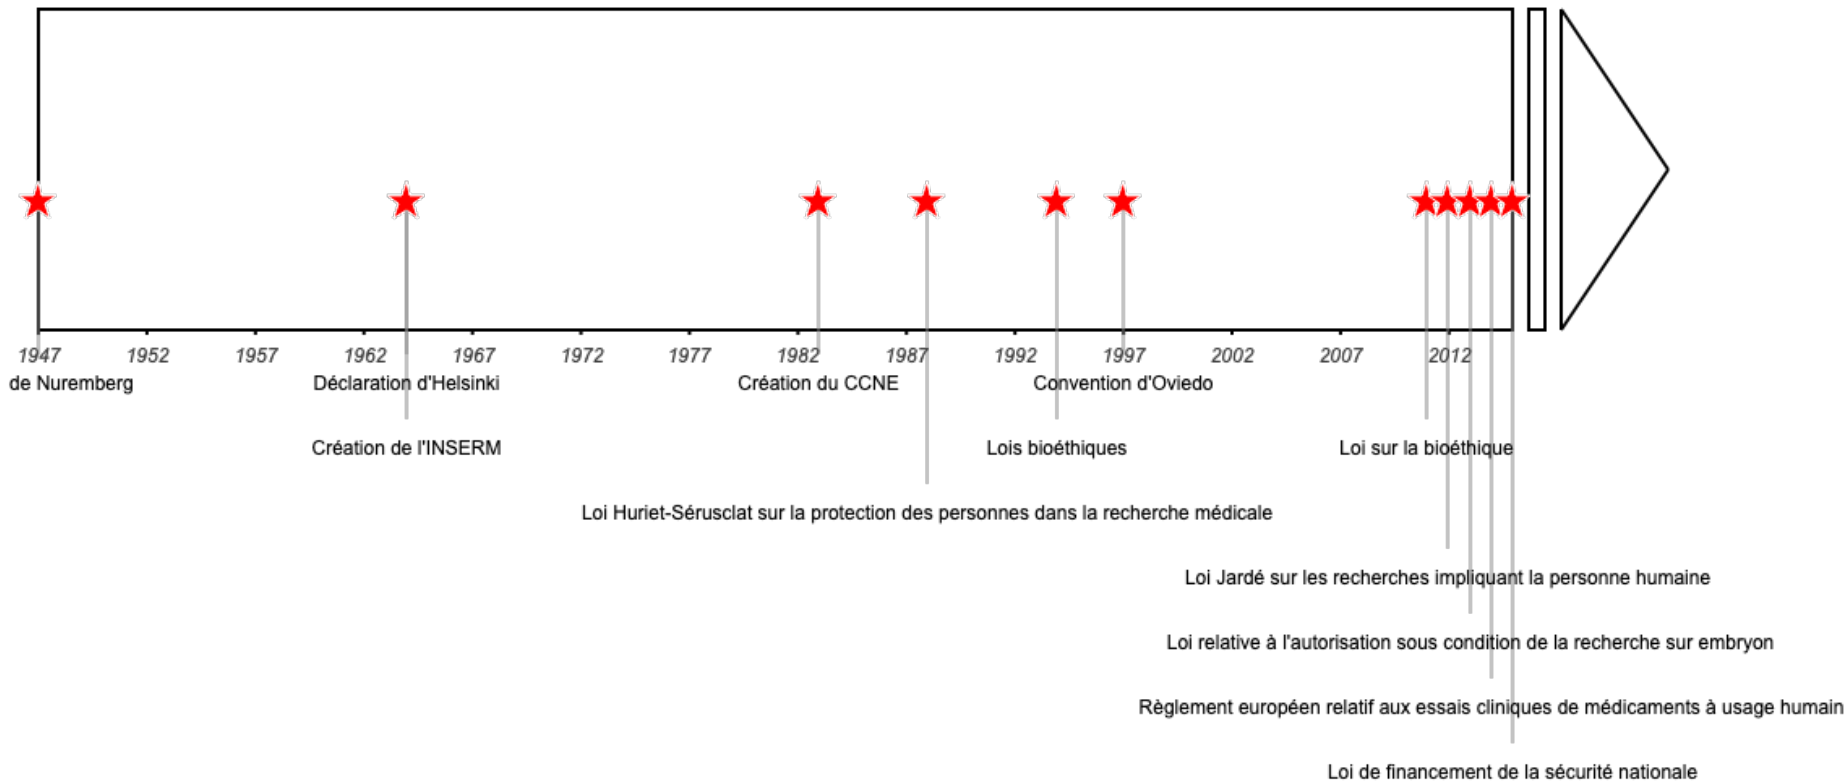 1947 1952 1957 1962 1967 1972 1977 1982 1987 1992 1997 2002 2007 2012
de Nuremberg Déclaration d'Helsinki Création du CCNE Convention d'Oviedo
Création de l'INSERM Lois bioéthiques Loi sur la bioéthique
Loi Huriet-Sérusclat sur la protection des personnes dans la recherche médicale
Loi Jardé sur les recherches impliquant la personne humaine
Loi relative à l'autorisation sous condition de la recherche sur embryon
Règlement européen relatif aux essais cliniques de médicaments à usage humain
Loi de financement de la sécurité nationale